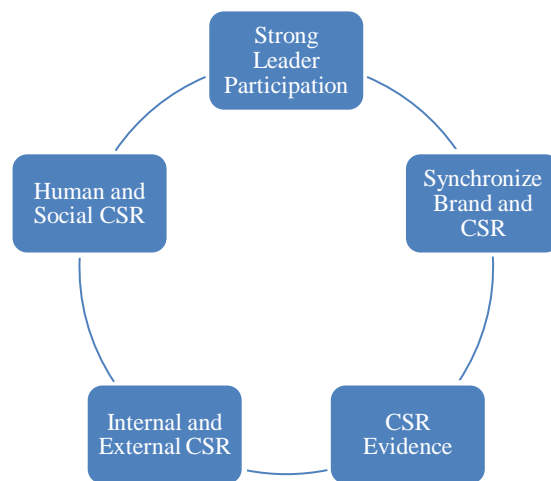 Strong
Leader
Participation
Synchronize
Brand and
CSR
CSR
Evidence
Internal and
External CSR
Human and
Social CSR